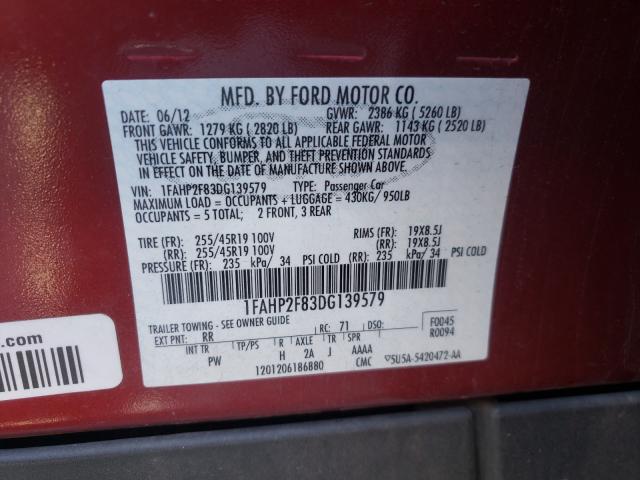 MFD. BY FORD MOTOR CO.
DATE: 06/12 GVWR: 2386 KG ( 5260 LB)
FRONT GAWR: 1279 KG ( 2820 LB) REAR GAWR: 1143 KG ( 2520 LB)
THIS VEHICLE CONFORMS TO ALL APPLICABLE FEDERAL MOTOR
VEHICLE SAFETY, BUMPER, AND THEFT PREVENTION STANDARDS
IN EFFECT ON THE DATE OF MANUFACTURE SHOWN ABOVE.
VIN: 1FAHP2F83DG139579 TYPE: Passenger Car
MAXIMUM LOAD = OCCUPANTS + LUGGAGE = 430KG/ 950LB
OCCUPANTS = 5 TOTAL; 2 FRONT, 3 REAR
TIRE (FR): 255/45R19 100V RIMS (FR): 19X8.5J
(RR): 255/45R19 100V (RR): 19X8.5J
PRESSURE (FR): 235 kPa/ 34 PSI COLD (RR): 235 kPa/ 34 PSI COLD
1FAHP2F83DG139579
TRAILER TOWING - SEE OWNER GUIDE
EXT PNT: RR RC: 71 DSO: F0045
R0094
INT TR TP/PS R AXLE TR SPR
PW H 2A J AAAA
1201206186880 CMC 5U5A-5420472-AA
.com